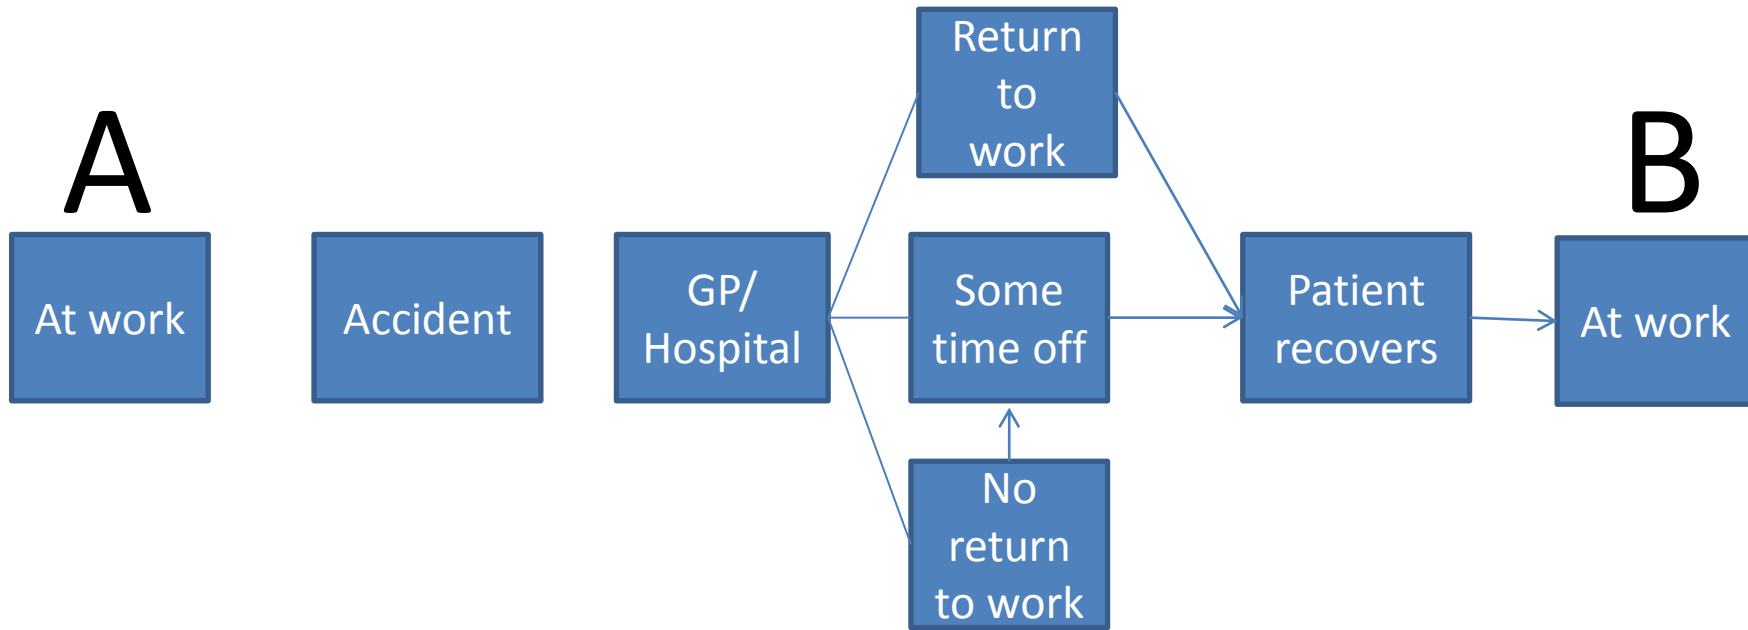 A
At work
Accident
GP/
Hospital
Return
to
work
Some
time off
No
return
to work
Patient
recovers
B
At work